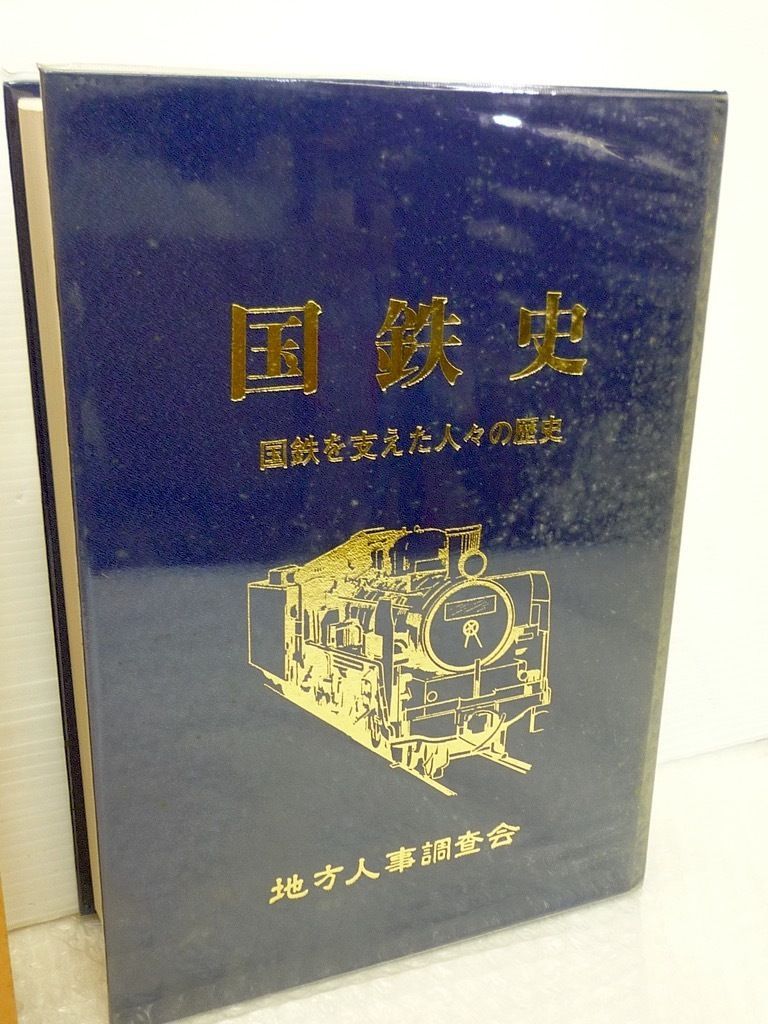 国鉄史
国鉄を支えた人々の歴史
地方人事調査会